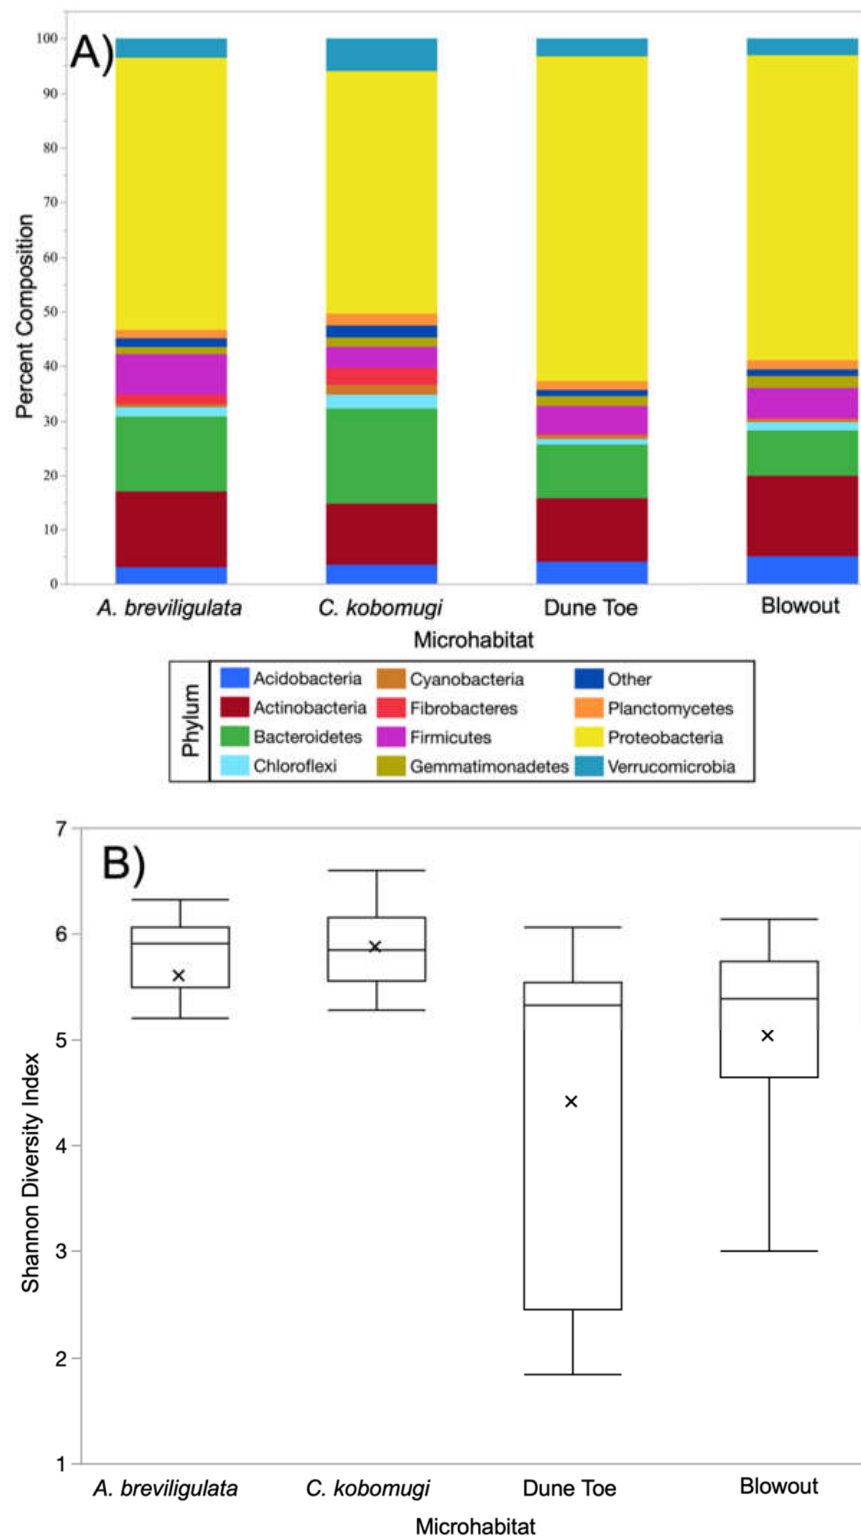 A)
100
90
80
70
60
50
40
30
20
10
0
Percent Composition
A. breviligulata C. kobomugi Dune Toe Blowout
Microhabitat
Phylum
Acidobacteria Cyanobacteria Other
Actinobacteria Fibrobacteres Planctomycetes
Bacteroidetes Firmicutes Proteobacteria
Chloroflexi Gemmatimonadetes Verrucomicrobia
B)
7
6
5
4
3
2
1
Shannon Diversity Index
A. breviligulata C. kobomugi Dune Toe Blowout
Microhabitat